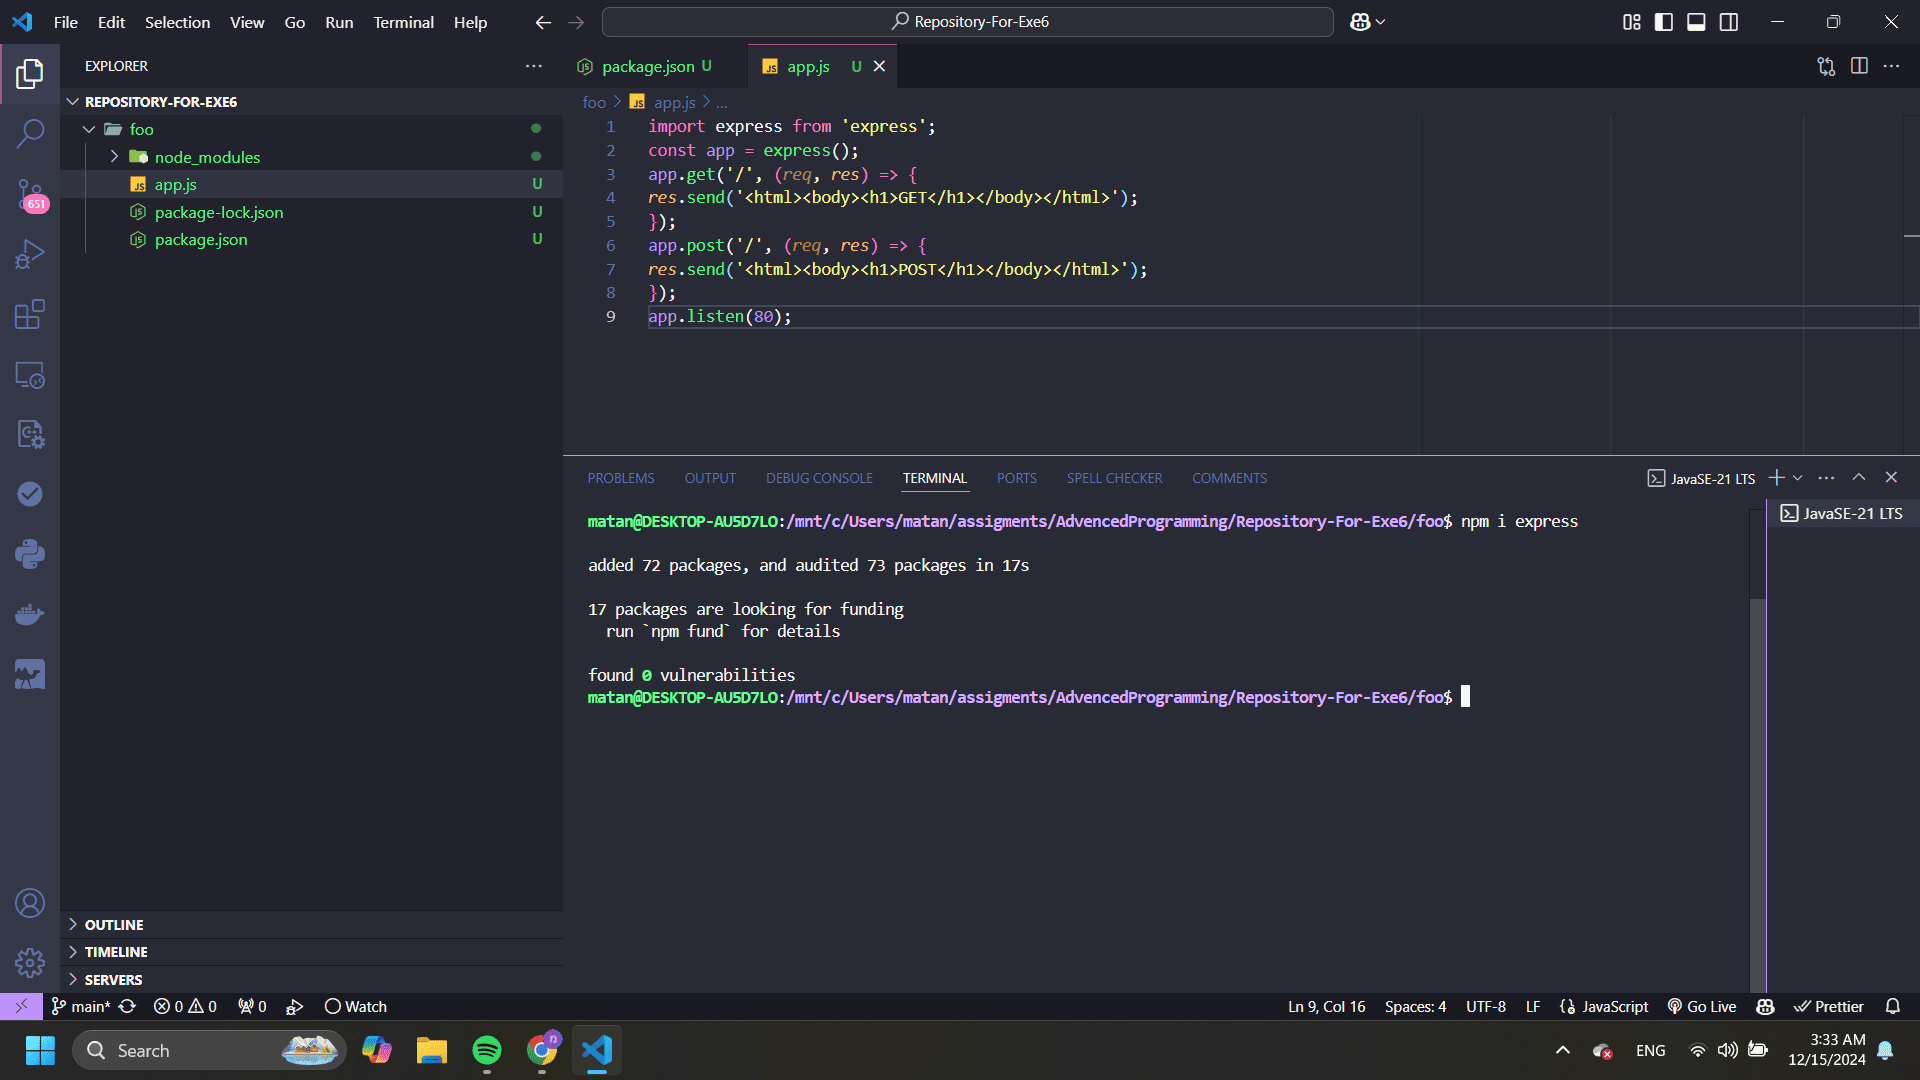 File Edit Selection View Go Run Terminal Help
Repository-For-Exe6
EXPLORER
REPOSITORY-FOR-EXE6
foo
node_modules
app.js U
package-lock.json U
package.json U
651
OUTLINE
TIMELINE
SERVERS
package.json U
app.js U
foo > JS app.js > ...
1 import express from 'express';
2 const app = express();
3 app.get('/', (req, res) => {
4 res.send('<html><body><h1>GET</h1></body></html>');
5 });
6 app.post('/', (req, res) => {
7 res.send('<html><body><h1>POST</h1></body></html>');
8 });
9 app.listen(80);
PROBLEMS OUTPUT DEBUG CONSOLE TERMINAL PORTS SPELL CHECKER COMMENTS
JavaSE-21 LTS
JavaSE-21 LTS
matan@DESKTOP-AU5D7LO:/mnt/c/Users/matan/assigments/AdvencedProgramming/Repository-For-Exe6/foo$ npm i express
added 72 packages, and audited 73 packages in 17s
17 packages are looking for funding
run `npm fund` for details
found 0 vulnerabilities
matan@DESKTOP-AU5D7LO:/mnt/c/Users/matan/assigments/AdvencedProgramming/Repository-For-Exe6/foo$
main* 0 0 0 Watch
Ln 9, Col 16 Spaces: 4 UTF-8 LF JavaScript Go Live Prettier
Search
ENG
3:33 AM
12/15/2024